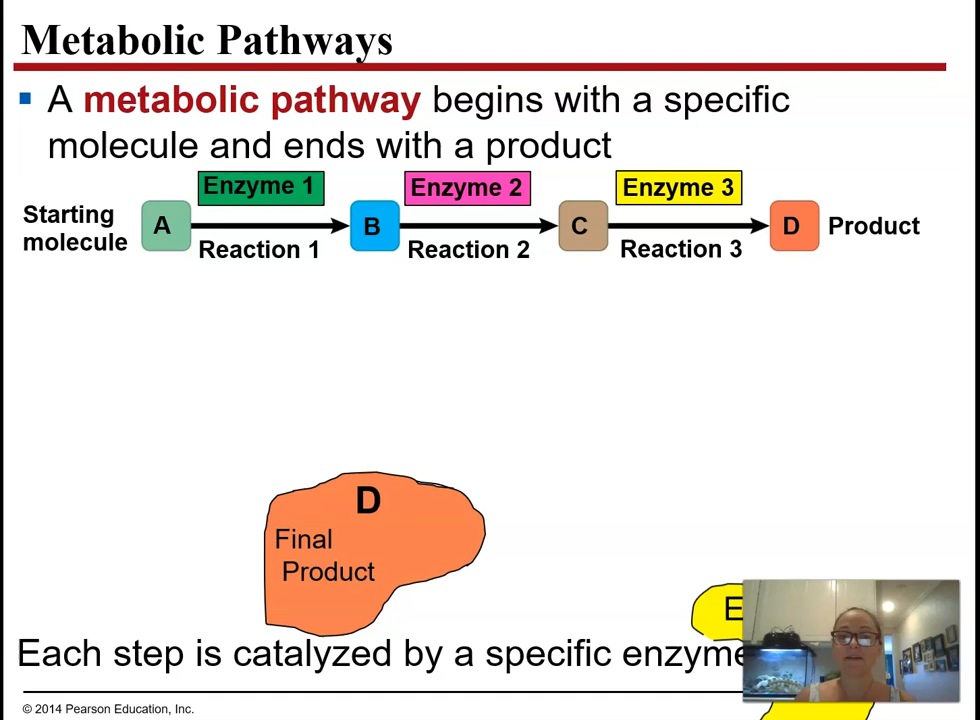 Metabolic Pathways
A metabolic pathway begins with a specific
molecule and ends with a product
Enzyme 1
Enzyme 2
Enzyme 3
Starting
molecule
A
B
C
D
Product
Reaction 1
Reaction 2
Reaction 3
D
Final
Product
E
Each step is catalyzed by a specific enzyme
© 2014 Pearson Education, Inc.